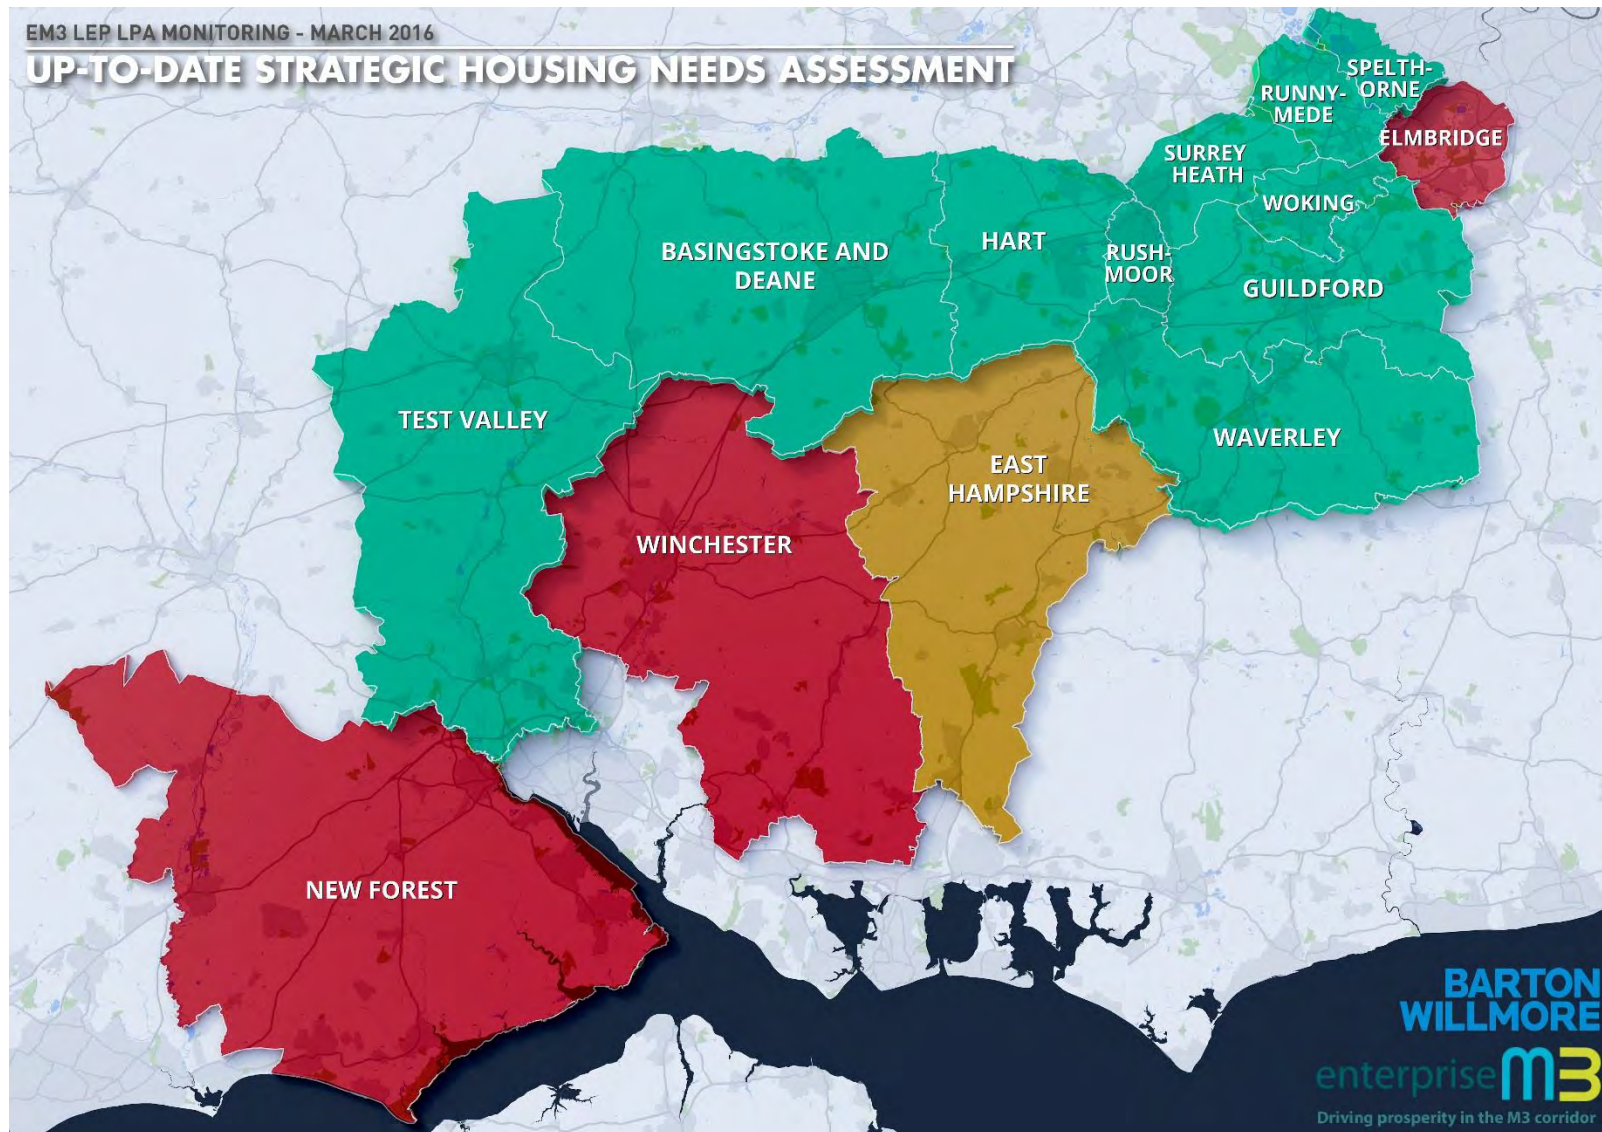 EM3 LEP LPA MONITORING - MARCH 2016
UP-TO-DATE STRATEGIC HOUSING NEEDS ASSESSMENT
SPELTH-
ORNE
RUNNY-
MEDE
ELMBRIDGE
SURREY
HEATH
WOKING
BASINGSTOKE AND
DEANE
HART
RUSH-
MOOR
GUILDFORD
TEST VALLEY
WAVERLEY
EAST
HAMPSHIRE
WINCHESTER
NEW FOREST
BARTON
WILLMORE
enterprise M3
Driving prosperity in the M3 corridor